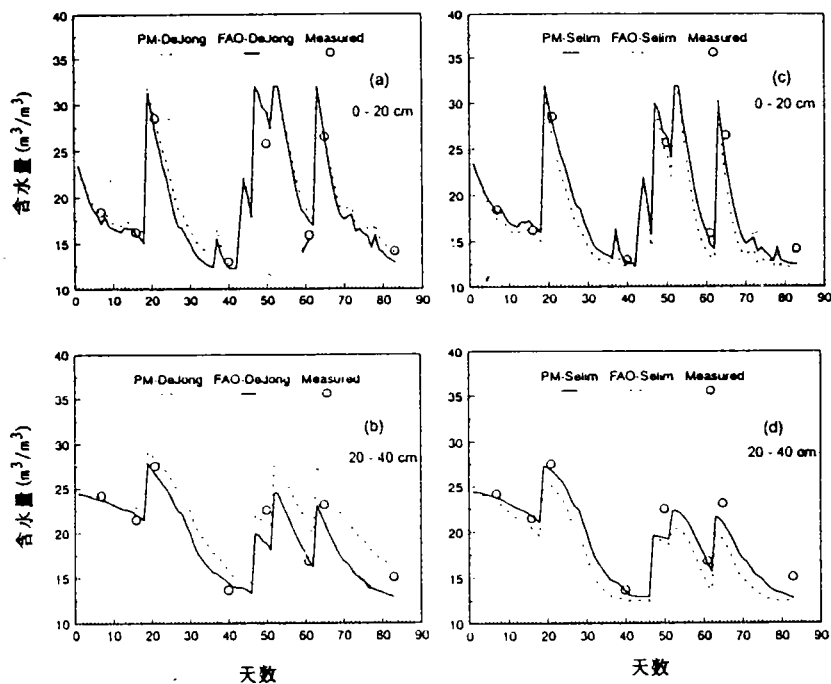 40
35
30
25
20
15
10
含水量 (m³/m³)
PM-DeJong FAO-DeJong Measured
(a)
0 - 20 cm
0 10 20 30 40 50 60 70 80 90
40
35
30
25
20
15
10
PM-Selim FAO-Selim Measured
(c)
0 - 20 cm
0 10 20 30 40 50 60 70 80 90
40
35
30
25
20
15
10
含水量 (m³/m³)
PM-DeJong FAO-DeJong Measured
(b)
20 - 40 cm
0 10 20 30 40 50 60 70 80 90
天数
40
35
30
25
20
15
10
含水量 (m³/m³)
PM-Selim FAO-Selim Measured
(d)
20 - 40 cm
0 10 20 30 40 50 60 70 80 90
天数